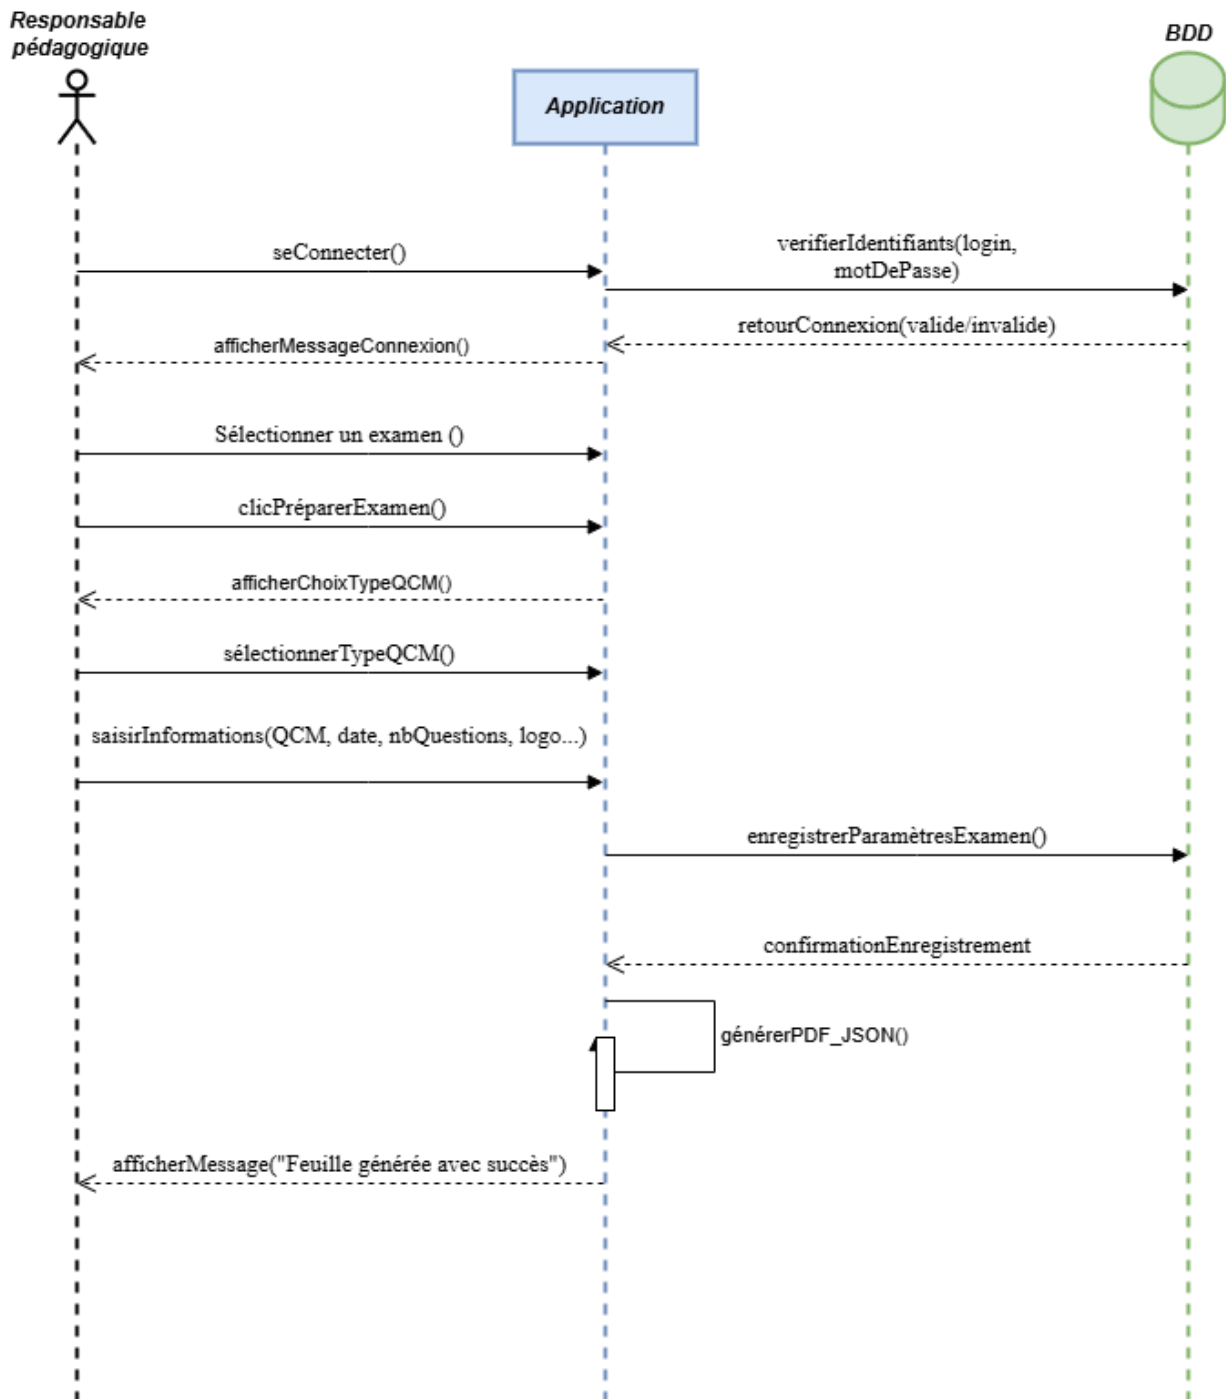 Responsable
pédagogique
Application
BDD
seConnecter()
verifierIdentifiants(login,
motDePasse)
retourConnexion(valide/invalide)
afficherMessageConnexion()
Sélectionner un examen ()
clicPréparerExamen()
afficherChoixTypeQCM()
sélectionnerTypeQCM()
saisirInformations(QCM, date, nbQuestions, logo...)
enregistrerParamètresExamen()
confirmationEnregistrement
générerPDF_JSON()
afficherMessage("Feuille générée avec succès")